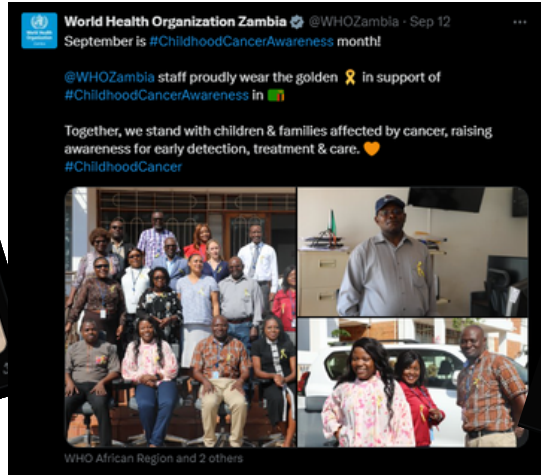 World Health Organization Zambia @WHOZambia · Sep 12
September is #ChildhoodCancerAwareness month!
@WHOZambia staff proudly wear the golden 🎗 in support of
#ChildhoodCancerAwareness in 🇿🇲
Together, we stand with children & families affected by cancer, raising
awareness for early detection, treatment & care. 🧡
#ChildhoodCancer
WHO African Region and 2 others